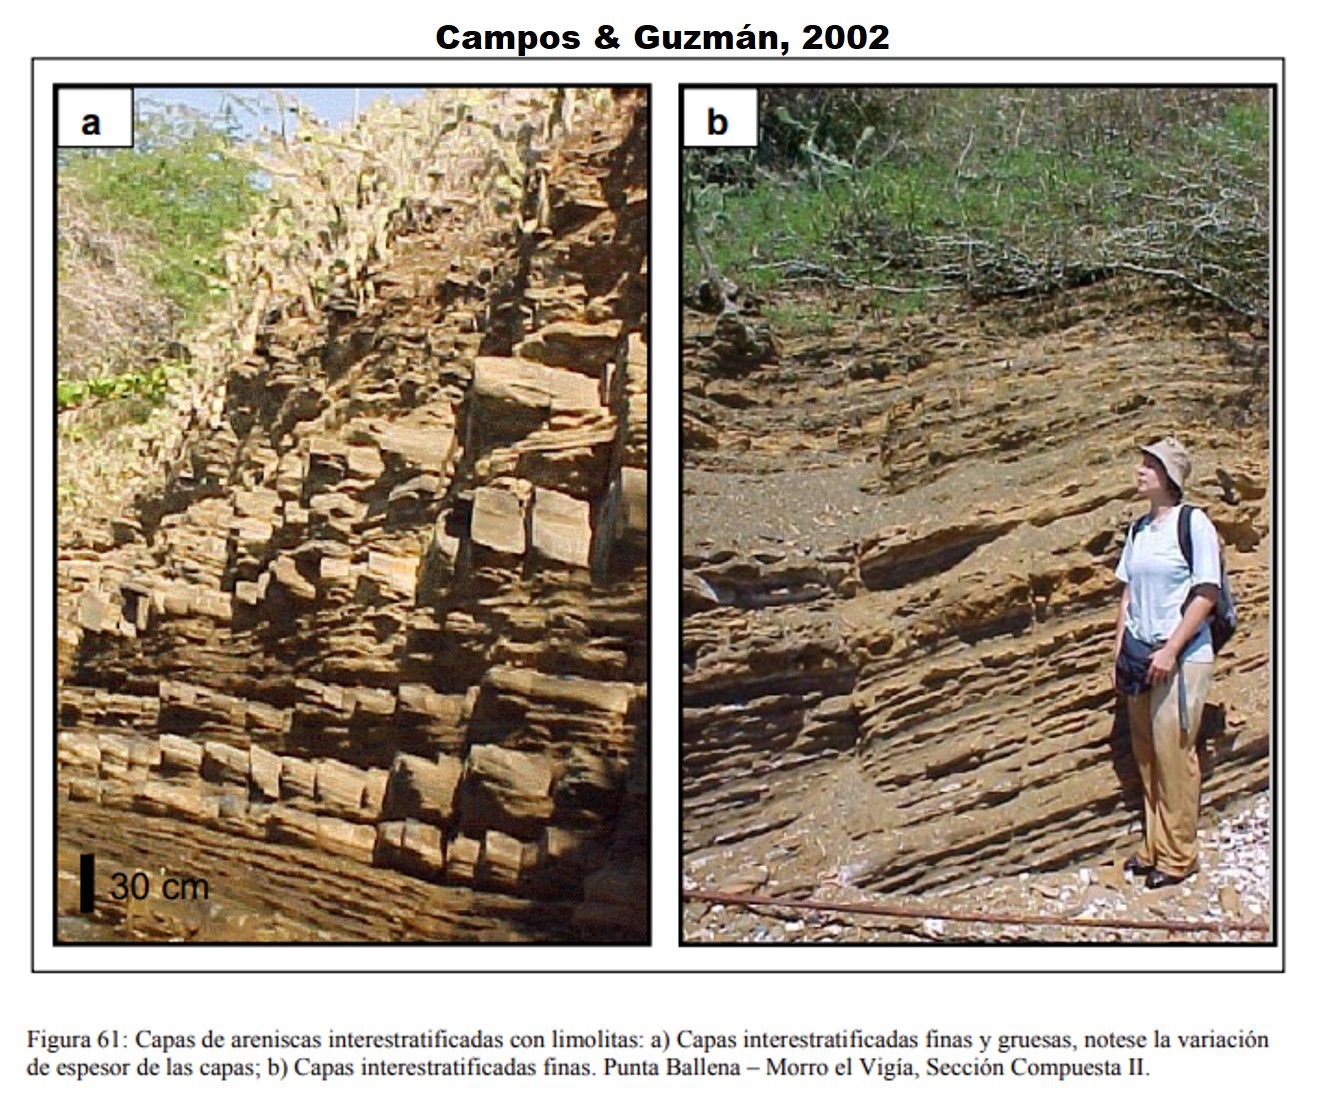 Campos & Guzmán, 2002
a
b
30 cm
Figura 61: Capas de areniscas interestratificadas con limolitas: a) Capas interestratificadas finas y gruesas, notese la variación
de espesor de las capas; b) Capas interestratificadas finas. Punta Ballena – Morro el Vigía, Sección Compuesta II.